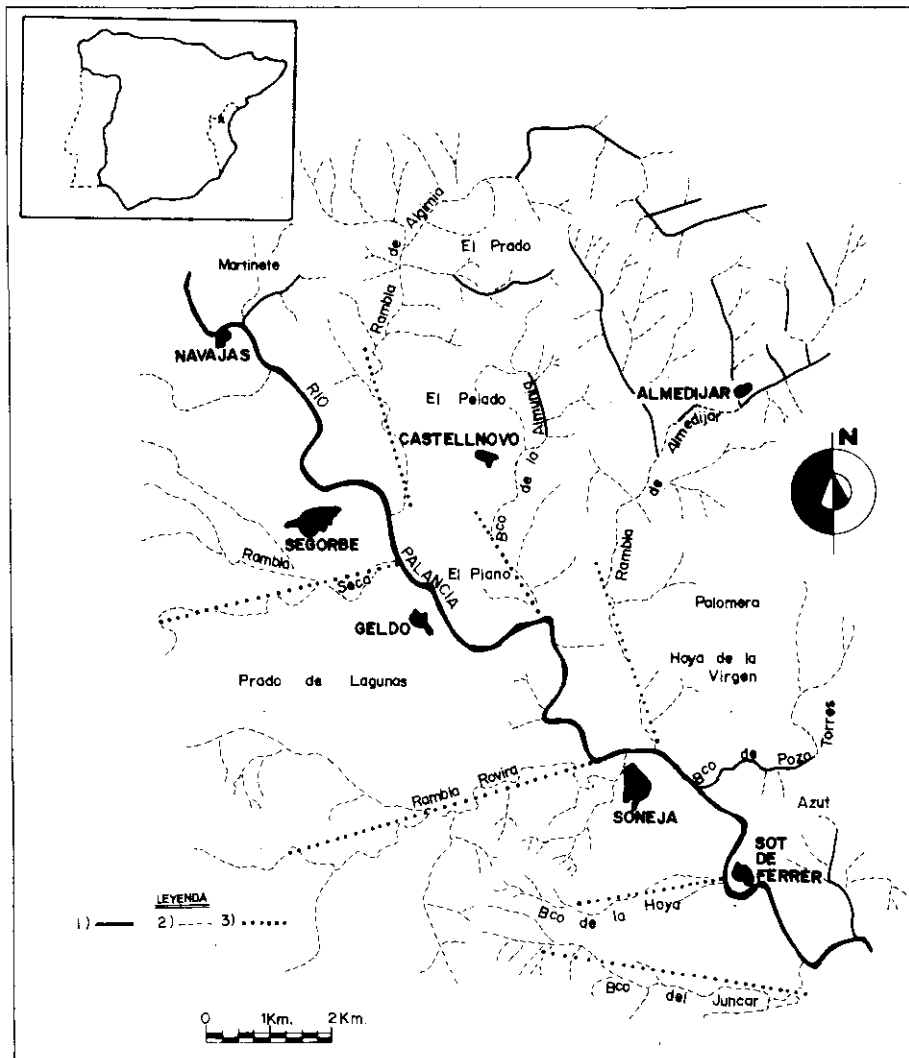 Martinete
Rambla de Algimia
El Prado
NAVAJAS
RIO PALANCIA
El Pelado
CASTELLNOVO
Bco de la Almunia
ALMEDIJAR
Rambla de Almedijar
N
SEGORBE
Rambla Seca
El Plano
GELDO
Palomera
Hoya de la
Virgen
Prado de Lagunas
Rambla Rovira
Bco de Pozo Torres
SONEJA
Azut
SOT
DE
FERRER
Bco de la Hoya
Bco del Juncar
LEYENDA
1) 2) 3)
0 1Km. 2Km.